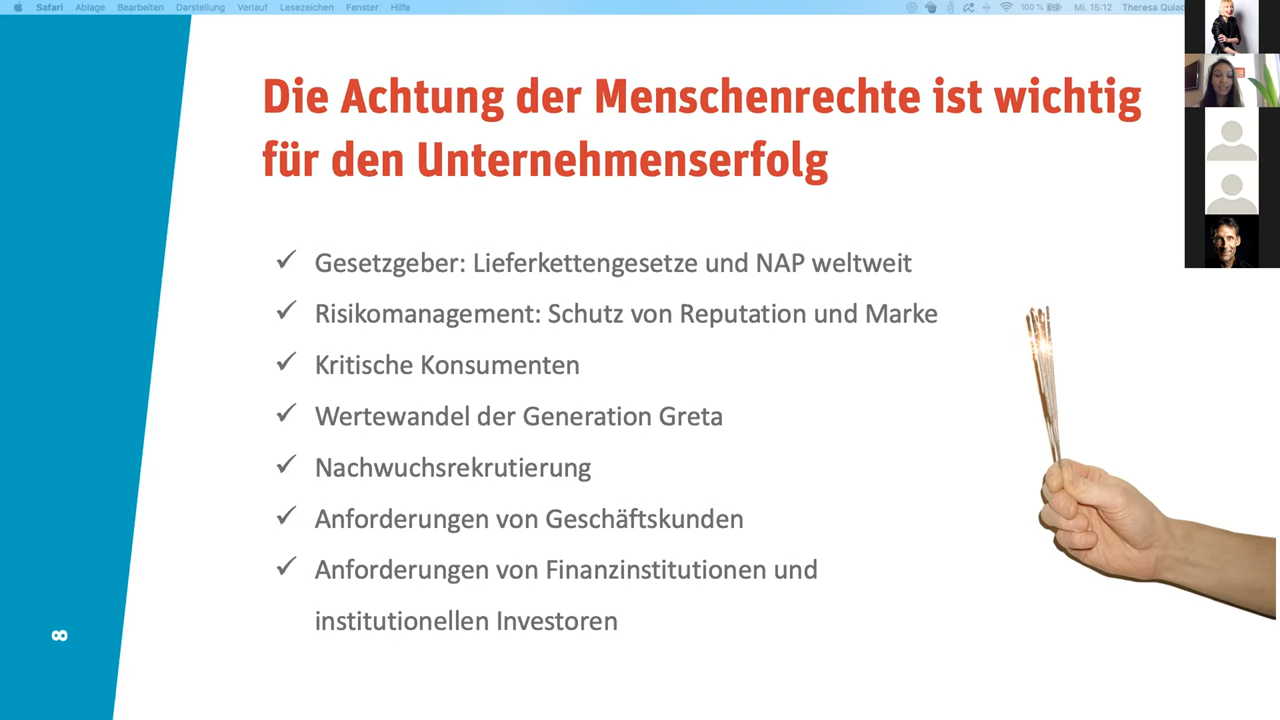 Safari Ablage Bearbeiten Darstellung Verlauf Lesezeichen Fenster Hilfe 100 % Mi. 15:12 Theresa
Die Achtung der Menschenrechte ist wichtig
für den Unternehmenserfolg
✓ Gesetzgeber: Lieferkettengesetze und NAP weltweit
✓ Risikomanagement: Schutz von Reputation und Marke
✓ Kritische Konsumenten
✓ Wertewandel der Generation Greta
✓ Nachwuchsrekrutierung
✓ Anforderungen von Geschäftskunden
✓ Anforderungen von Finanzinstitutionen und
institutionellen Investoren
8